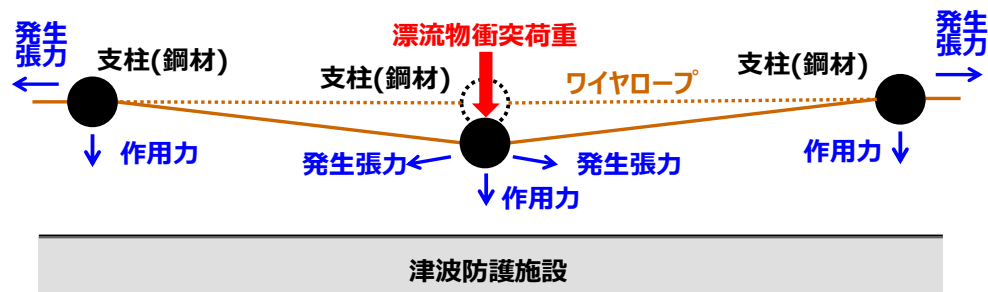 発生
張力
支柱(鋼材)
漂流物衝突荷重
支柱(鋼材)
ワイヤロープ
支柱(鋼材)
発生
張力
作用力
発生張力
発生張力
作用力
作用力
津波防護施設